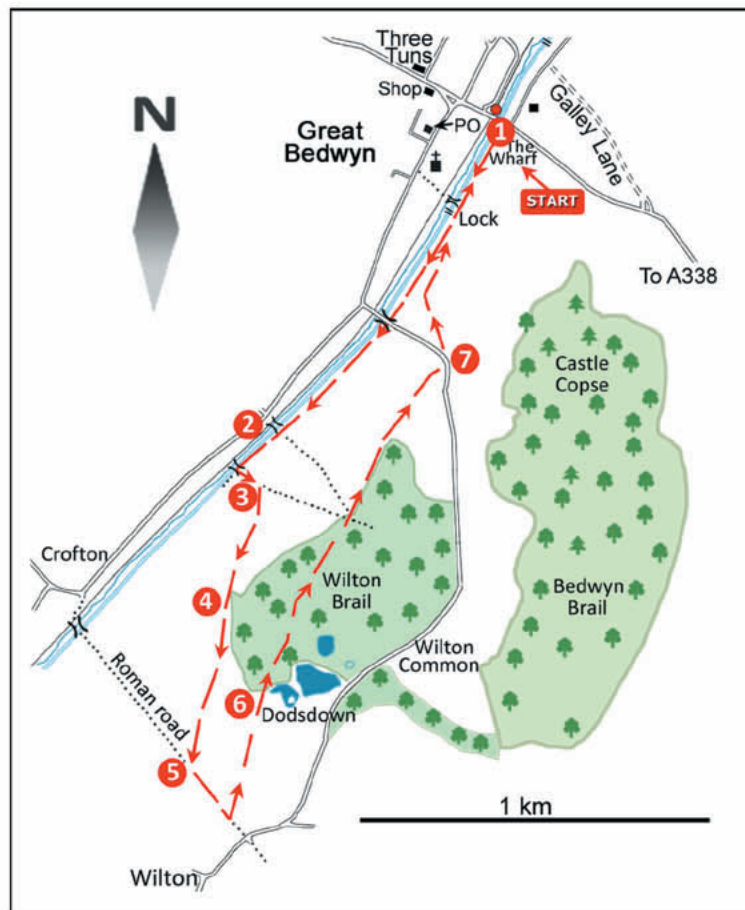 Three
Tuns
Shop
PO
N
Great
Bedwyn
1
The
Wharf
START
Galley Lane
Lock
To A338
7
Castle
Copse
2
3
Crofton
4
Wilton
Brail
Bedwyn
Brail
Wilton
Common
Roman road
6
Dodsdown
5
1 km
Wilton